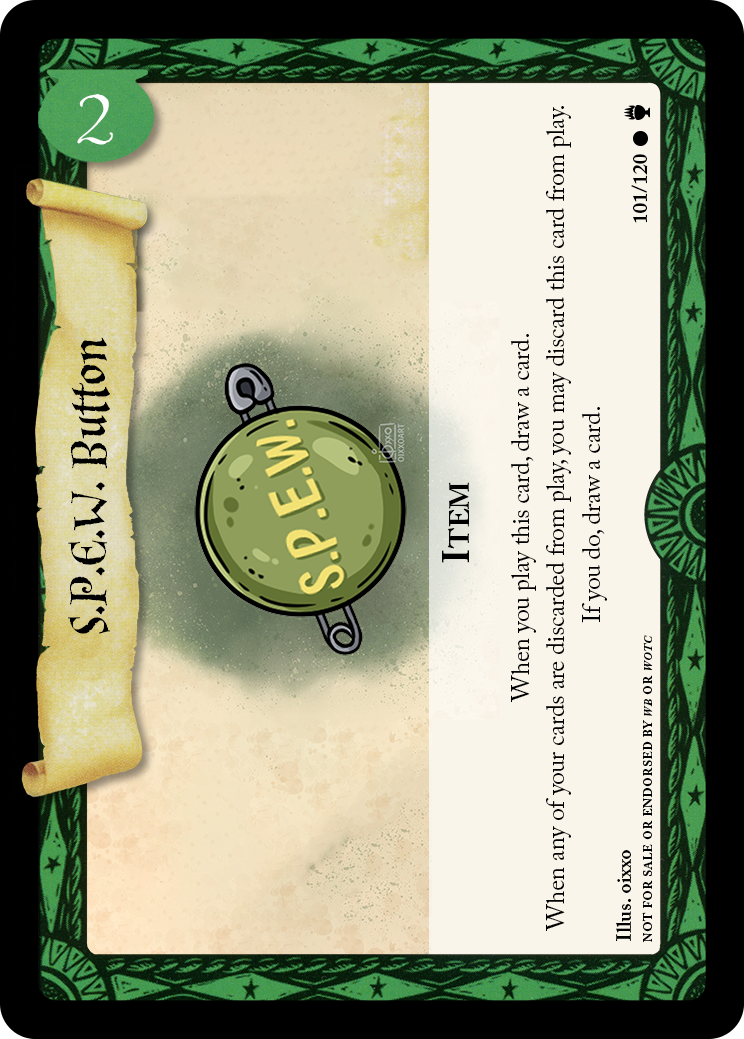 2
S.P.E.W. Button
S.P.E.W.
OIXXO
OIXXOART
ITEM
When you play this card, draw a card.
When any of your cards are discarded from play, you may discard this card from play.
If you do, draw a card.
Illus. oixxo
NOT FOR SALE OR ENDORSED BY WB OR WOTC
101/120